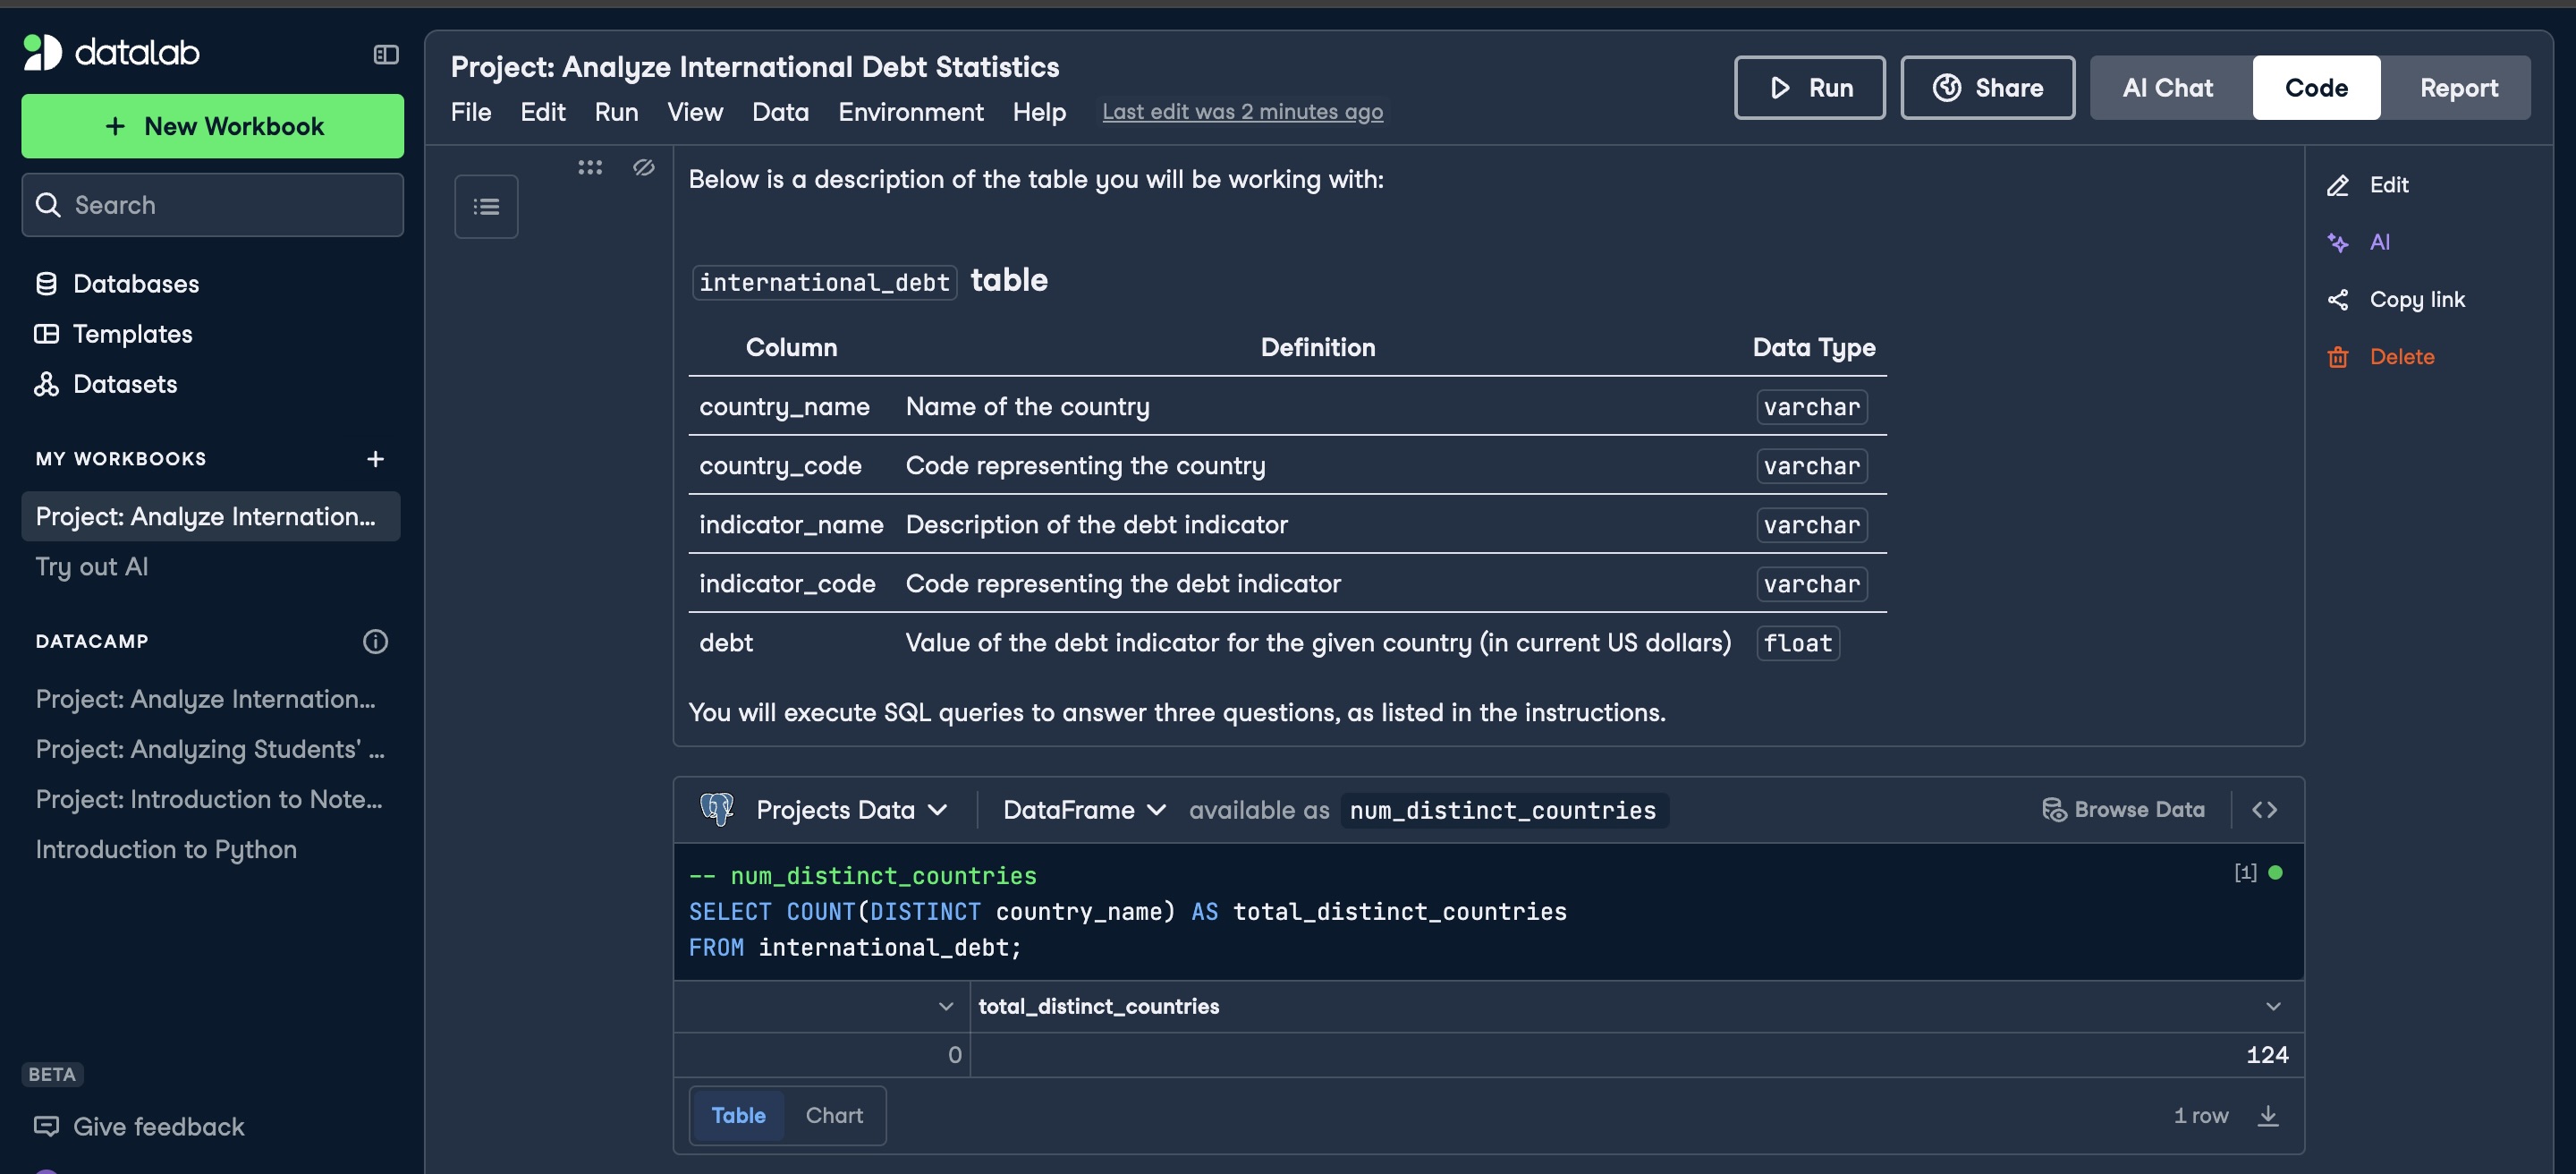 datalab
+ New Workbook
Search
Databases
Templates
Datasets
MY WORKBOOKS +
Project: Analyze Internation...
Try out AI
DATACAMP
Project: Analyze Internation...
Project: Analyzing Students' ...
Project: Introduction to Note...
Introduction to Python
BETA
Give feedback
Project: Analyze International Debt Statistics
File Edit Run View Data Environment Help Last edit was 2 minutes ago
Run Share AI Chat Code Report
Below is a description of the table you will be working with:
international_debt table
Column Definition Data Type
country_name Name of the country varchar
country_code Code representing the country varchar
indicator_name Description of the debt indicator varchar
indicator_code Code representing the debt indicator varchar
debt Value of the debt indicator for the given country (in current US dollars) float
You will execute SQL queries to answer three questions, as listed in the instructions.
Edit
AI
Copy link
Delete
Projects Data DataFrame available as num_distinct_countries Browse Data <>
-- num_distinct_countries [1]
SELECT COUNT(DISTINCT country_name) AS total_distinct_countries
FROM international_debt;
total_distinct_countries
0 124
Table Chart 1 row